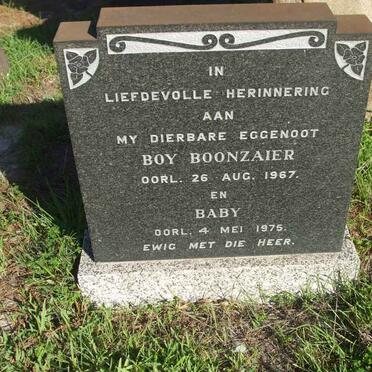 IN
LIEFDEVOLLE HERINNERING
AAN
MY DIERBARE EGGENOOT
BOY BOONZAIER
OORL. 26 AUG. 1967.
EN
BABY
OORL. 4 MEI 1975.
EWIG MET DIE HEER.